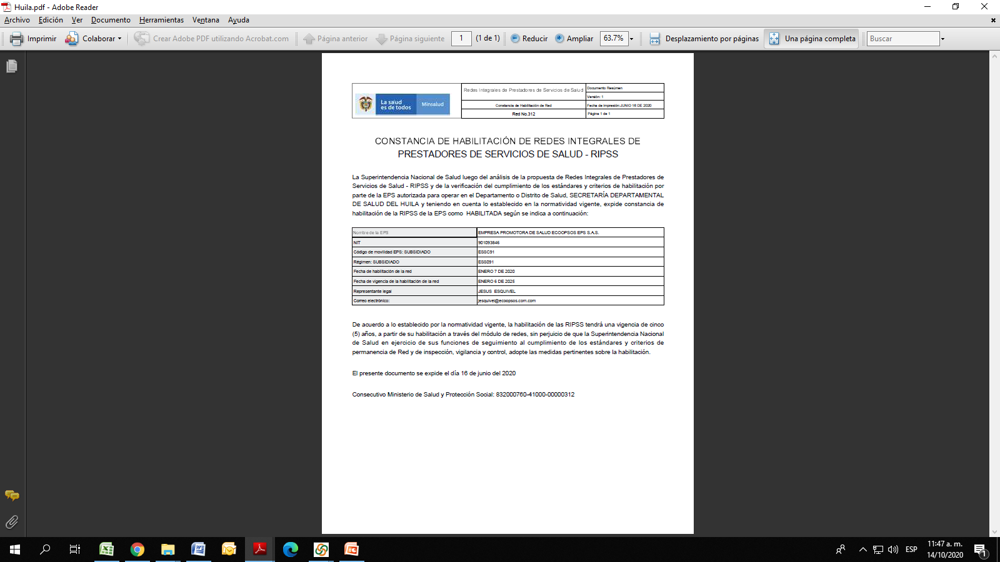 Huila.pdf - Adobe Reader
Archivo Edición Ver Documento Herramientas Ventana Ayuda
Imprimir Colaborar Crear Adobe PDF utilizando Acrobat.com Página anterior Página siguiente 1 (1 de 1) Reducir Ampliar 63.7% Desplazamiento por páginas Una página completa Buscar
La salud es de todos Minsalud
Redes Integrales de Prestadores de Servicios de Salud
Constancia de Habilitación de Red
Red No.312
Documento Resúmen
Versión: 1
Fecha de impresión:JUNIO 16 DE 2020
Página 1 de 1
CONSTANCIA DE HABILITACIÓN DE REDES INTEGRALES DE
PRESTADORES DE SERVICIOS DE SALUD - RIPSS
La Superintendencia Nacional de Salud luego del análisis de la propuesta de Redes Integrales de Prestadores de
Servicios de Salud - RIPSS y de la verificación del cumplimiento de los estándares y criterios de habilitación por
parte de la EPS autorizada para operar en el Departamento o Distrito de Salud, SECRETARÍA DEPARTAMENTAL
DE SALUD DEL HUILA y teniendo en cuenta lo establecido en la normatividad vigente, expide constancia de
habilitación de la RIPSS de la EPS como HABILITADA según se indica a continuación:
Nombre de la EPS EMPRESA PROMOTORA DE SALUD ECOOPSOS EPS S.A.S.
NIT 901093846
Código de movilidad EPS: SUBSIDIADO ESSC91
Régimen: SUBSIDIADO ESS091
Fecha de habilitación de la red ENERO 7 DE 2020
Fecha de vigencia de la habilitación de la red ENERO 6 DE 2025
Representante legal JESUS ESQUIVEL
Correo electrónico: jesquivel@ecoopsos.com.com
De acuerdo a lo establecido por la normatividad vigente, la habilitación de las RIPSS tendrá una vigencia de cinco
(5) años, a partir de su habilitación a través del módulo de redes, sin perjuicio de que la Superintendencia Nacional
de Salud en ejercicio de sus funciones de seguimiento al cumplimiento de los estándares y criterios de
permanencia de Red y de inspección, vigilancia y control, adopte las medidas pertinentes sobre la habilitación.
El presente documento se expide el día 16 de junio del 2020
Consecutivo Ministerio de Salud y Protección Social: 832000760-41000-00000312
ESP
11:47 a. m.
14/10/2020
1